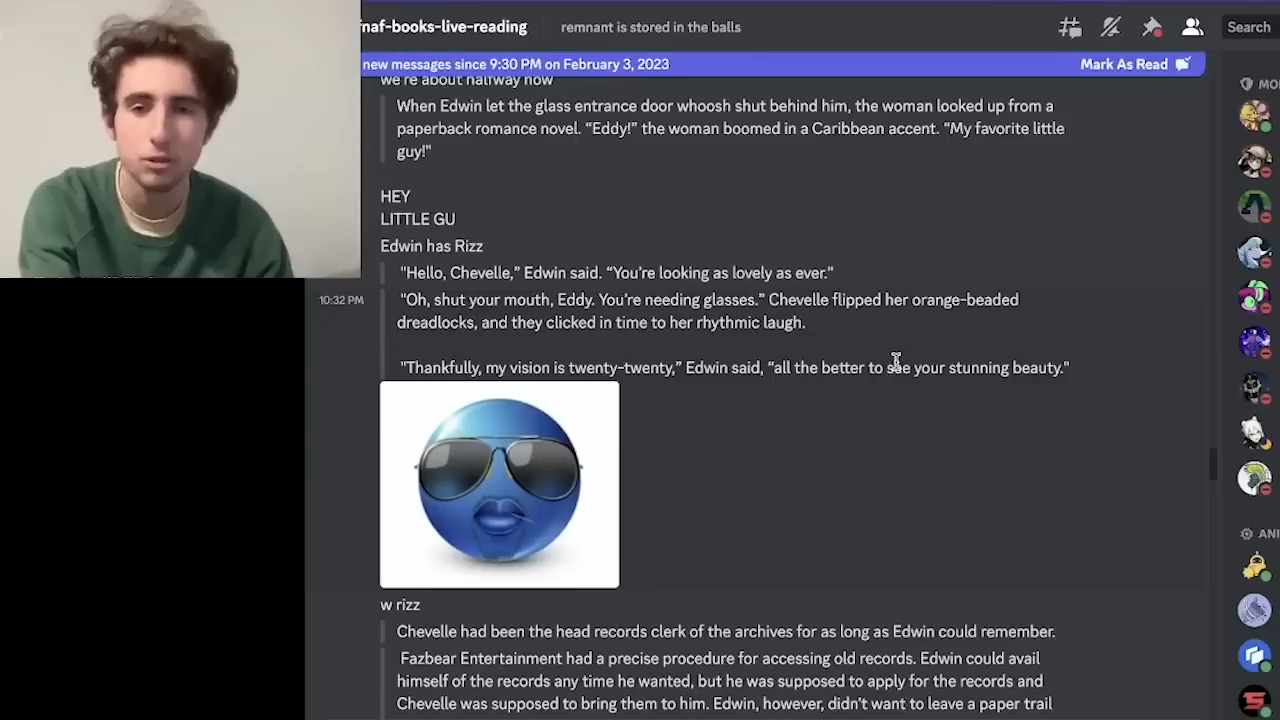 fnaf-books-live-reading
remnant is stored in the balls
Search
new messages since 9:30 PM on February 3, 2023
Mark As Read
we're about halfway now
When Edwin let the glass entrance door whoosh shut behind him, the woman looked up from a
paperback romance novel. “Eddy!” the woman boomed in a Caribbean accent. “My favorite little
guy!"
HEY
LITTLE GU
Edwin has Rizz
"Hello, Chevelle,” Edwin said. “You're looking as lovely as ever."
10:32 PM
"Oh, shut your mouth, Eddy. You're needing glasses.” Chevelle flipped her orange-beaded
dreadlocks, and they clicked in time to her rhythmic laugh.
"Thankfully, my vision is twenty-twenty,” Edwin said, “all the better to see your stunning beauty."
w rizz
Chevelle had been the head records clerk of the archives for as long as Edwin could remember.
Fazbear Entertainment had a precise procedure for accessing old records. Edwin could avail
himself of the records any time he wanted, but he was supposed to apply for the records and
Chevelle was supposed to bring them to him. Edwin, however, didn't want to leave a paper trail
MO
ANI